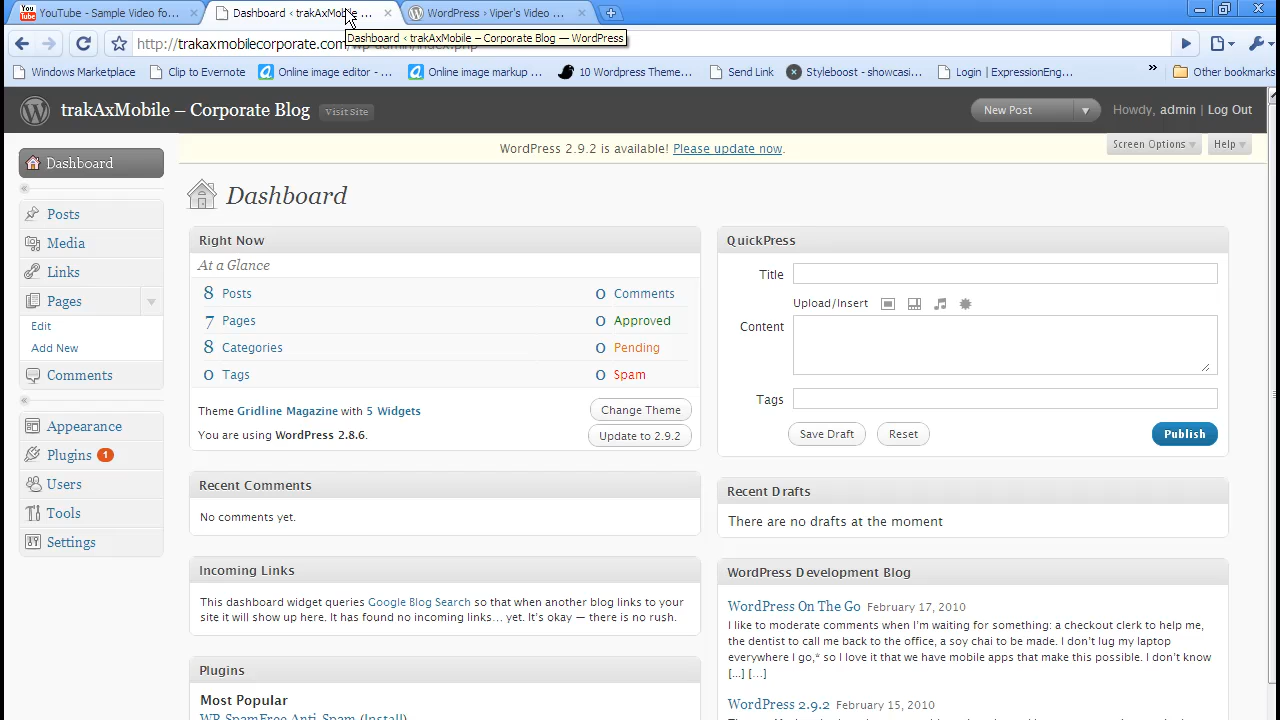 YouTube - Sample Video fo...
Dashboard ‹ trakAxMobile ...
WordPress › Viper's Video ...
http://trakaxmobilecorporate.com/wp-admin/index.php
Dashboard ‹ trakAxMobile — Corporate Blog — WordPress
Windows Marketplace
Clip to Evernote
Online image editor - ...
Online image markup ...
10 Wordpress Theme...
Send Link
Styleboost - showcasi...
Login | ExpressionEng...
»
Other bookmarks
trakAxMobile – Corporate Blog
Visit Site
New Post
Howdy, admin | Log Out
WordPress 2.9.2 is available! Please update now.
Screen Options
Help
Dashboard
Posts
Media
Links
Pages
Edit
Add New
Comments
Appearance
Plugins 1
Users
Tools
Settings
Dashboard
Right Now
At a Glance
8 Posts
0 Comments
7 Pages
0 Approved
8 Categories
0 Pending
0 Tags
0 Spam
Theme Gridline Magazine with 5 Widgets
Change Theme
You are using WordPress 2.8.6.
Update to 2.9.2
Recent Comments
No comments yet.
Incoming Links
This dashboard widget queries Google Blog Search so that when another blog links to your
site it will show up here. It has found no incoming links… yet. It's okay — there is no rush.
Plugins
Most Popular
WP-SpamFree Anti-Spam (Install)
QuickPress
Title
Upload/Insert
Content
Tags
Save Draft
Reset
Publish
Recent Drafts
There are no drafts at the moment
WordPress Development Blog
WordPress On The Go February 17, 2010
I like to moderate comments when I'm waiting for something: a checkout clerk to help me,
the dentist to call me back to the office, a soy chai to be made. I don't lug my laptop
everywhere I go,* so I love it that we have mobile apps that make this possible. I don't know
[...] […]
WordPress 2.9.2 February 15, 2010